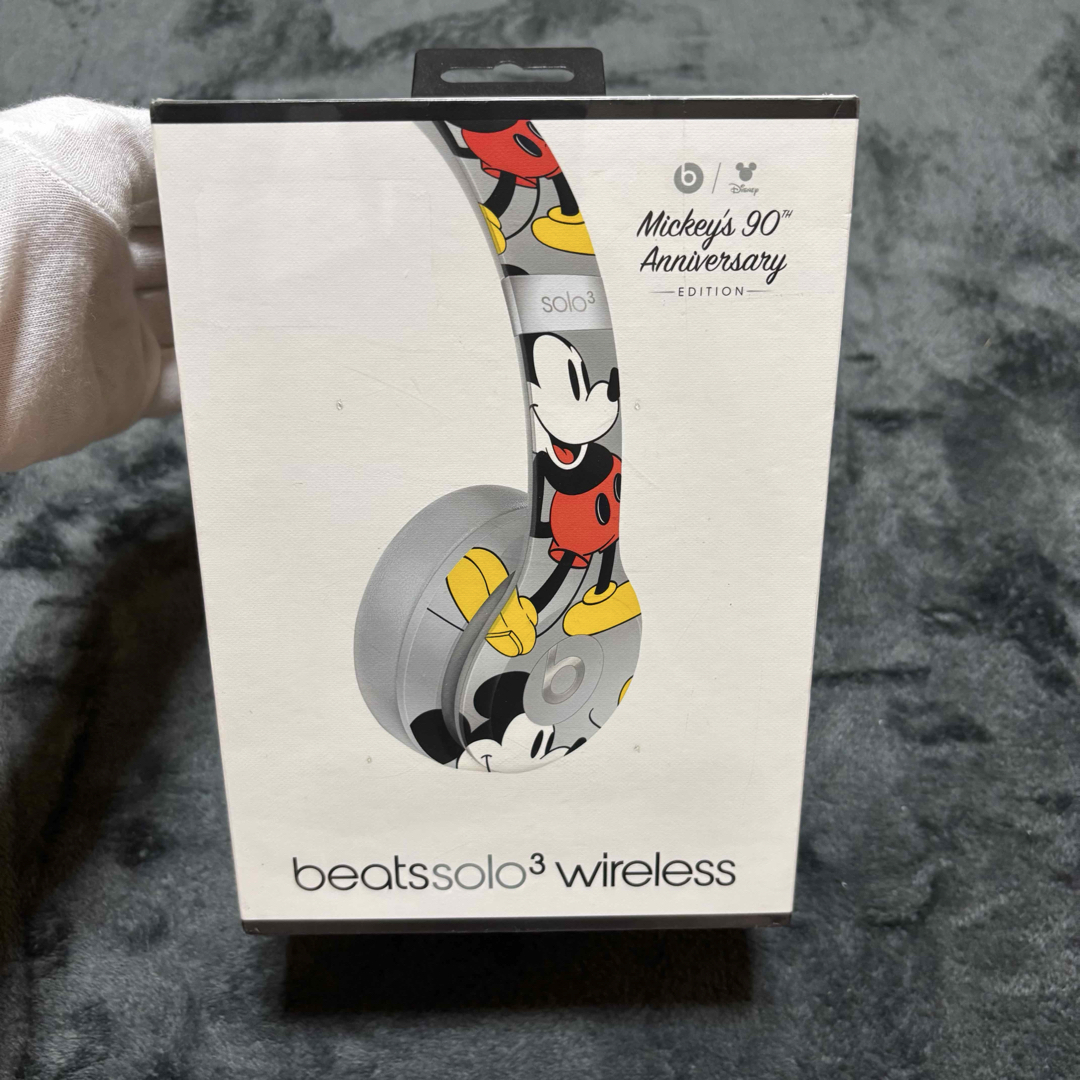 b / Disney
Mickey's 90TH
Anniversary
EDITION
solo³
b
beatssolo³ wireless